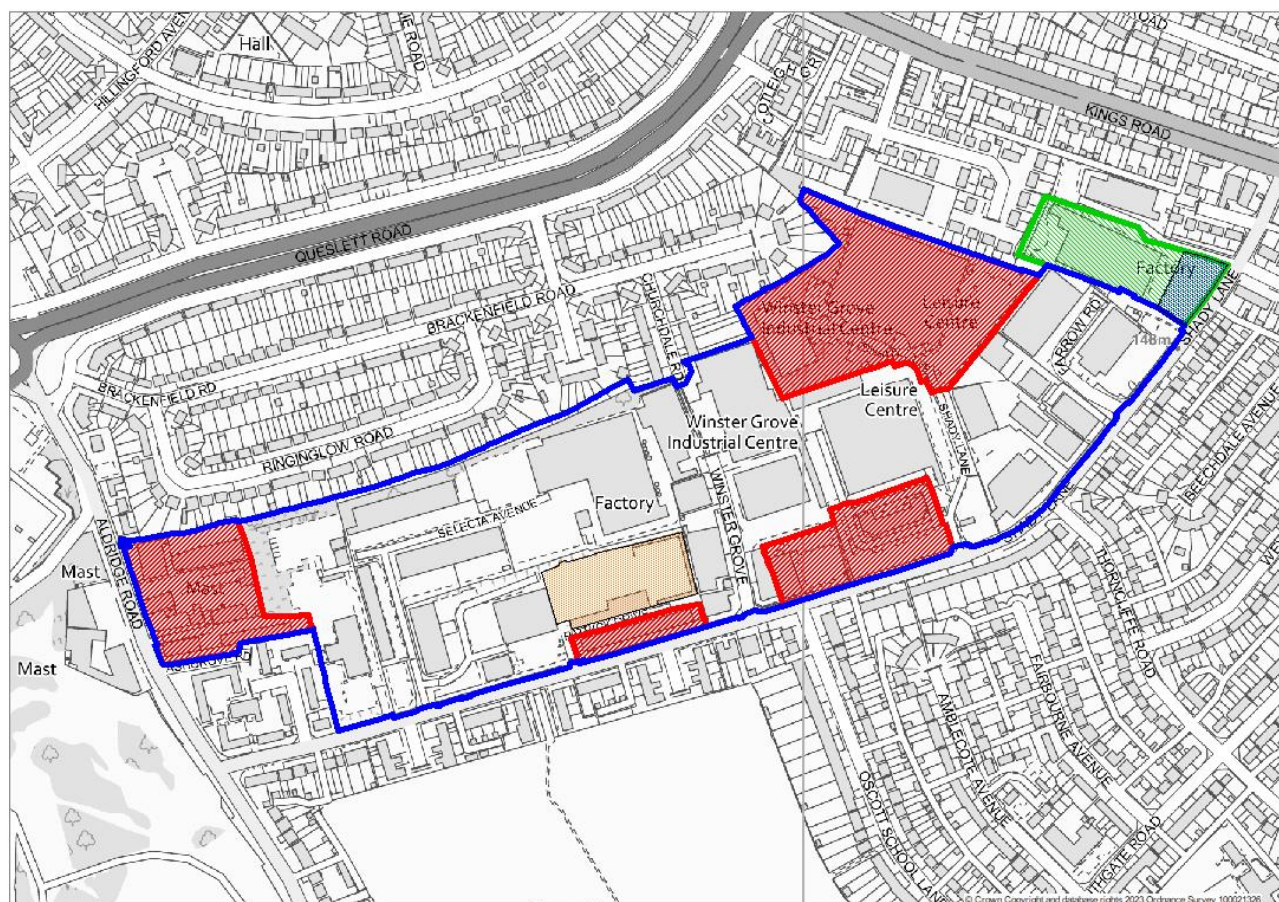 Hall
HILLINGFORD AVE
ROAD
KINGS ROAD
QUESLETT ROAD
BRACKENFIELD ROAD
CHURCHDALE RD
BRACKENFIELD RD
RINGINGLOW ROAD
Winster Grove
Industrial Centre
Leisure
Centre
Factory
SHADY LANE
148m
Leisure
Centre
Winster Grove
Industrial Centre
SHADY LANE
BEECHDALE AVENUE
Factory
SELECTA AVENUE
WINSTER GROVE
ALDRIDGE ROAD
Mast
Mast
Mast
THORNCLIFFE ROAD
FAIRBOURNE AVENUE
AMBLECOTE AVENUE
OSCOTT SCHOOL LANE
THGATE ROAD
© Crown Copyright and database rights 2023 Ordnance Survey 100021326